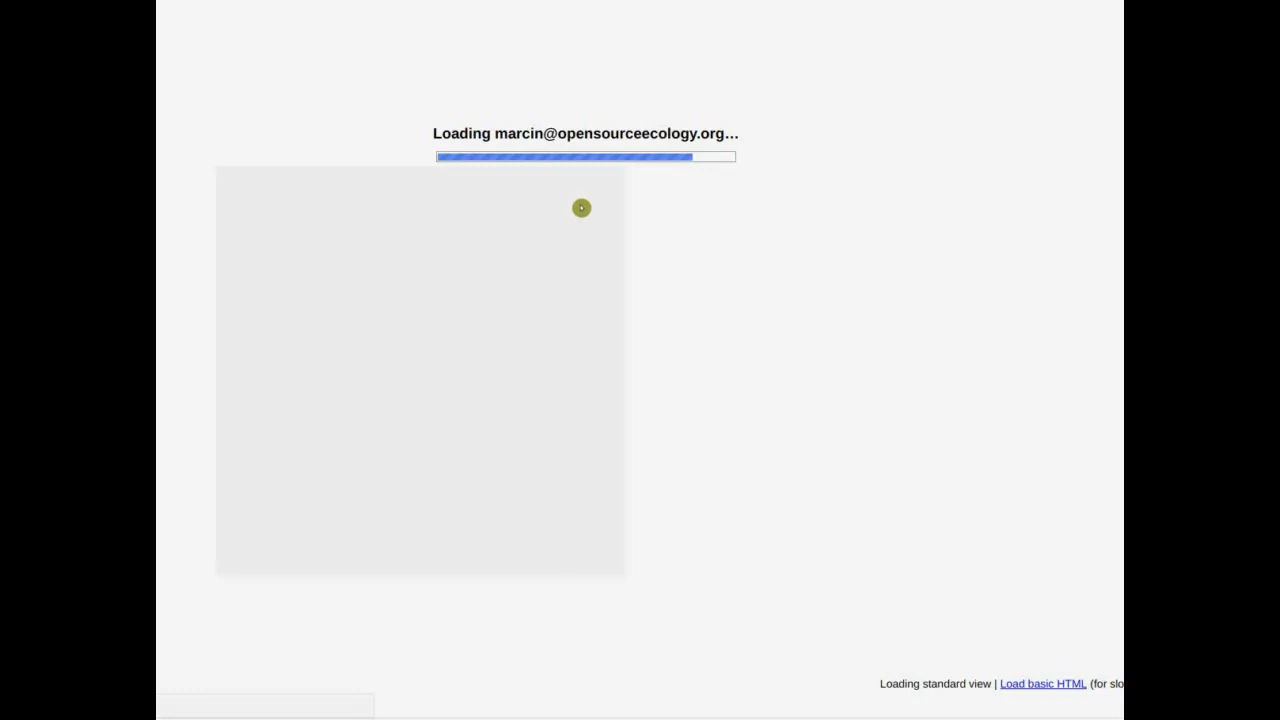 Loading marcin@opensourceecology.org…
Loading standard view | Load basic HTML (for slo